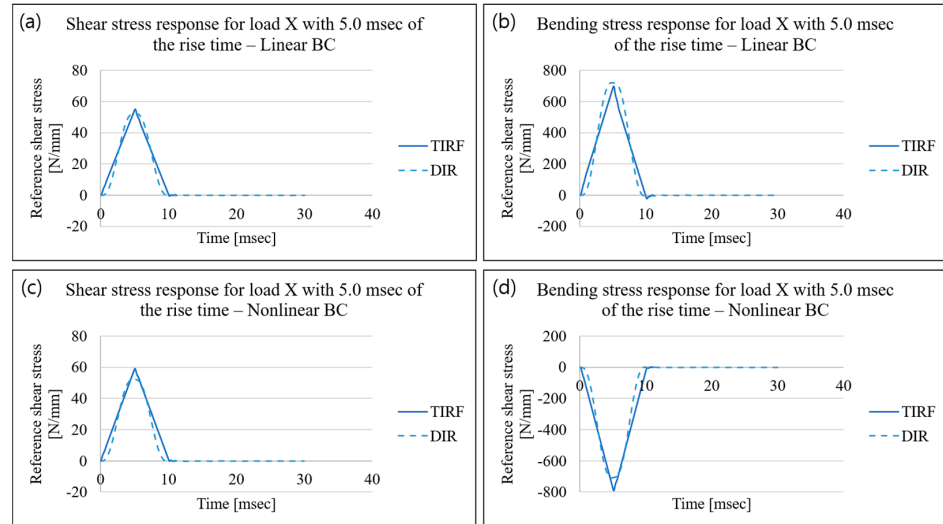 (a)
Shear stress response for load X with 5.0 msec of
the rise time – Linear BC
Reference shear stress
[N/mm]
80
60
40
20
0
-20
0 10 20 30 40
Time [msec]
TIRF
DIR
(b)
Bending stress response for load X with 5.0 msec
of the rise time – Linear BC
Reference shear stress
[N/mm]
800
600
400
200
0
-200
0 10 20 30 40
Time [msec]
TIRF
DIR
(c)
Shear stress response for load X with 5.0 msec of
the rise time – Nonlinear BC
Reference shear stress
[N/mm]
80
60
40
20
0
-20
0 10 20 30 40
Time [msec]
TIRF
DIR
(d)
Bending stress response for load X with 5.0 msec
of the rise time – Nonlinear BC
Reference shear stress
[N/mm]
200
0
-200
-400
-600
-800
0 10 20 30 40
Time [msec]
TIRF
DIR